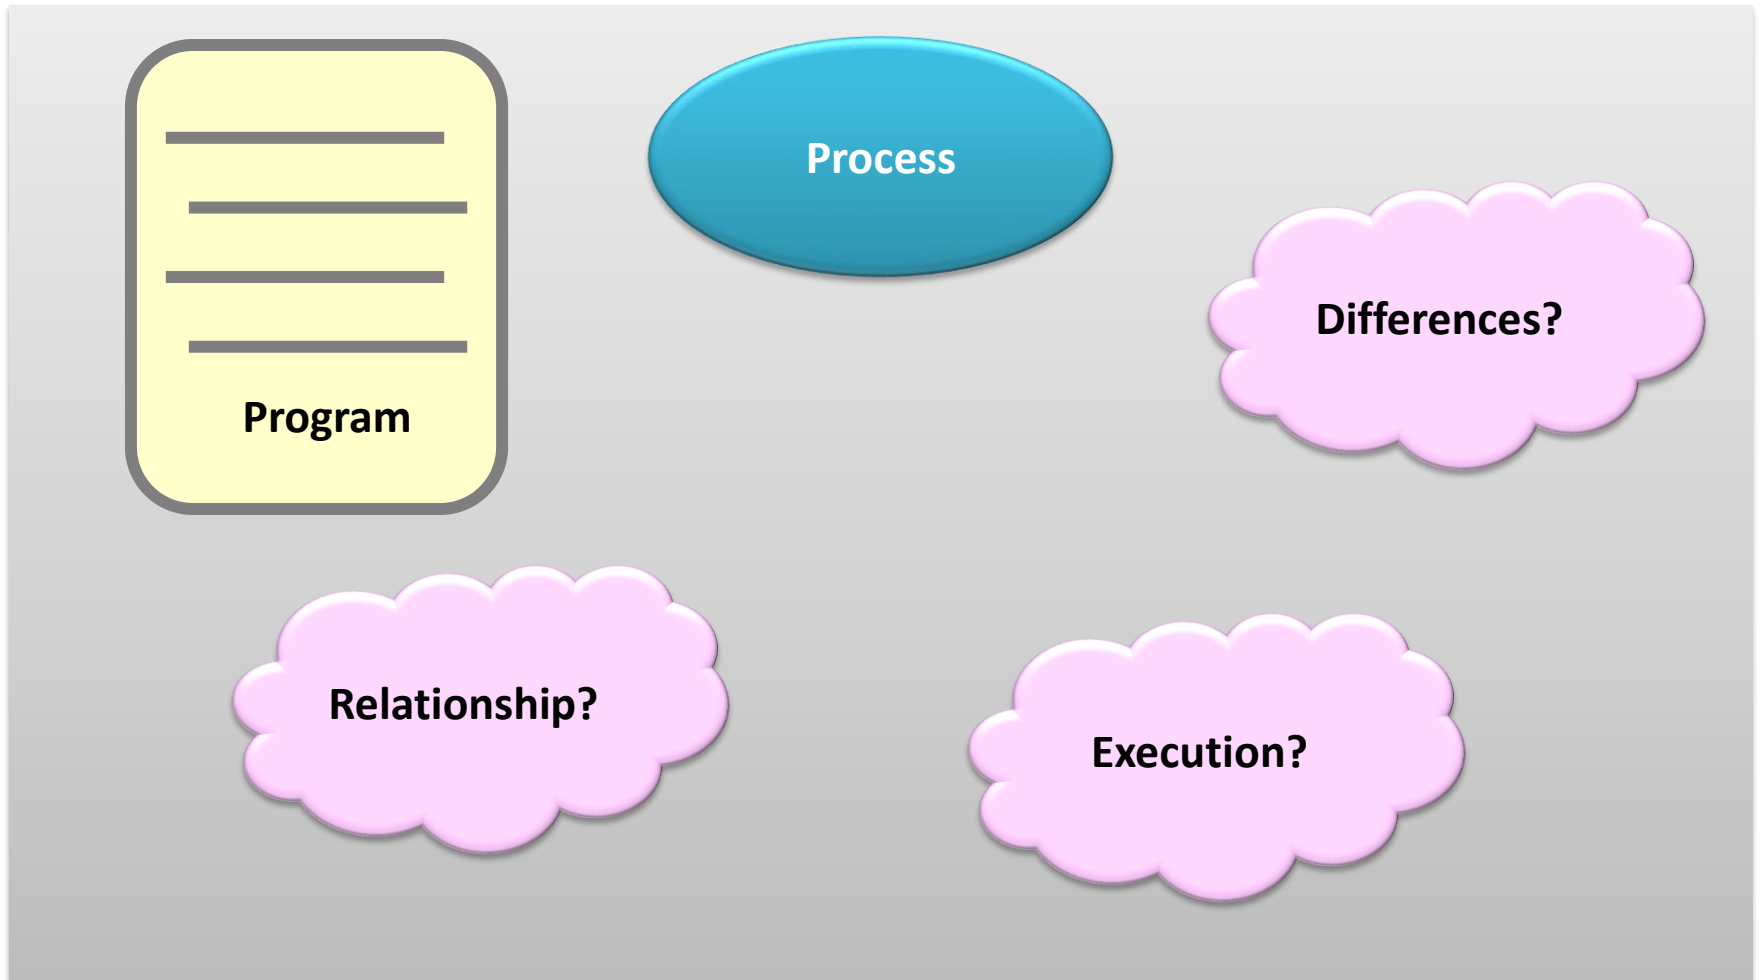 Process
Differences?
Program
Relationship?
Execution?